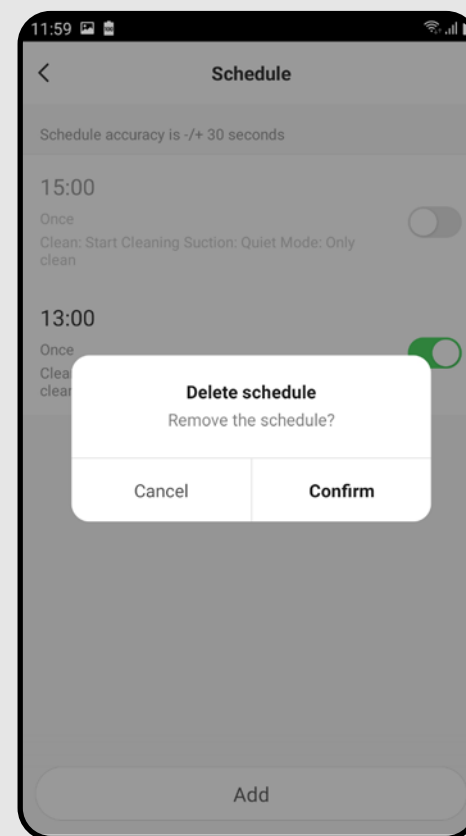 11:59
Schedule
Schedule accuracy is -/+ 30 seconds
15:00
Once
Clean: Start Cleaning Suction: Quiet Mode: Only
clean
13:00
Once
Delete schedule
Remove the schedule?
Cancel
Confirm
Add